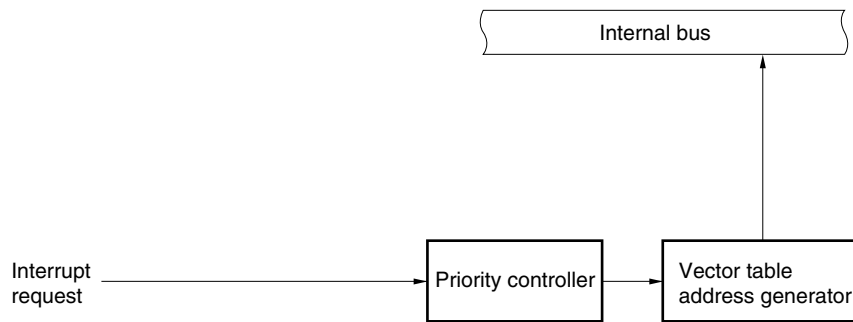 Internal bus
Interrupt
request
Priority controller
Vector table
address generator